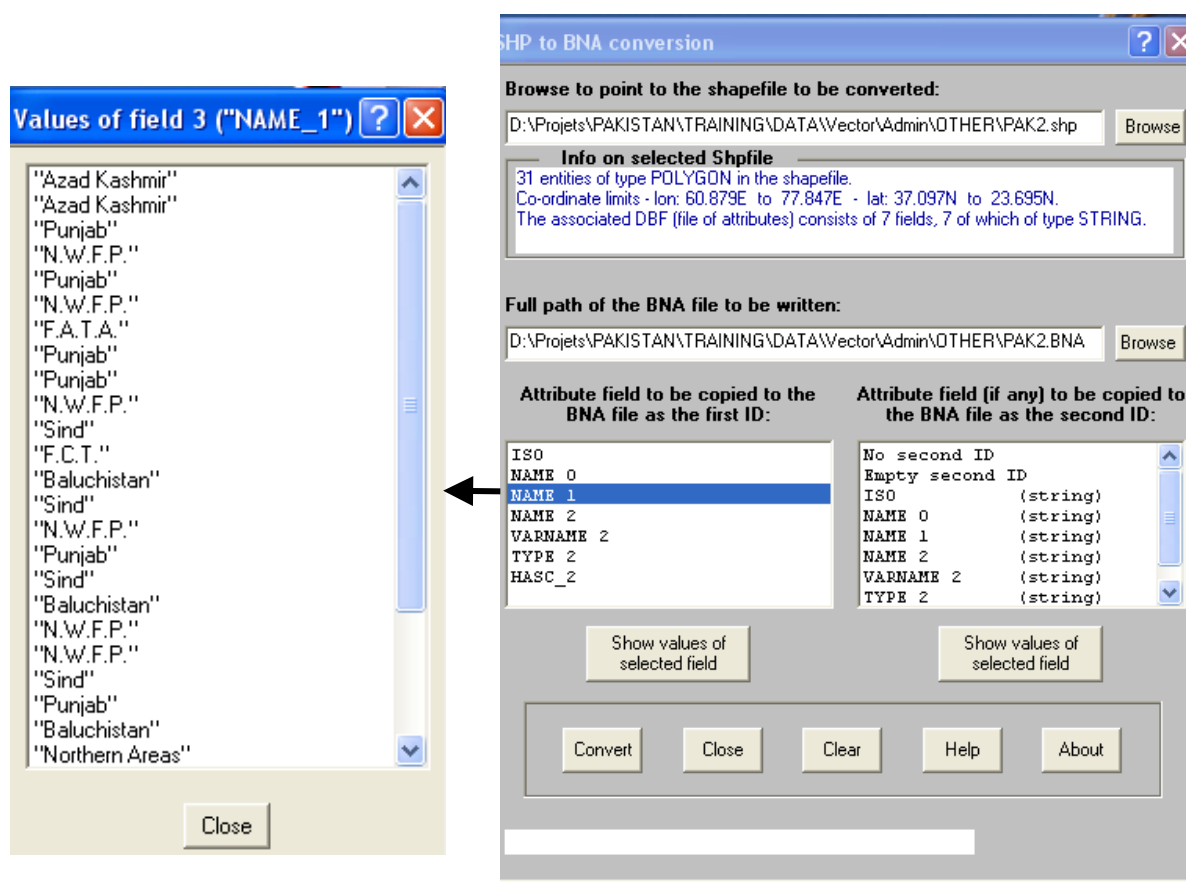 Values of field 3 ("NAME_1")
"Azad Kashmir"
"Azad Kashmir"
"Punjab"
"N.W.F.P."
"Punjab"
"N.W.F.P."
"F.A.T.A."
"Punjab"
"Punjab"
"N.W.F.P."
"Sind"
"F.C.T."
"Baluchistan"
"Sind"
"N.W.F.P."
"Punjab"
"Sind"
"Baluchistan"
"N.W.F.P."
"N.W.F.P."
"Sind"
"Punjab"
"Baluchistan"
"Northern Areas"
Close
SHP to BNA conversion
Browse to point to the shapefile to be converted:
D:\Projets\PAKISTAN\TRAINING\DATA\Vector\Admin\OTHER\PAK2.shp
Browse
Info on selected Shpfile
31 entities of type POLYGON in the shapefile.
Co-ordinate limits - lon: 60.879E to 77.847E - lat: 37.097N to 23.695N.
The associated DBF (file of attributes) consists of 7 fields, 7 of which of type STRING.
Full path of the BNA file to be written:
D:\Projets\PAKISTAN\TRAINING\DATA\Vector\Admin\OTHER\PAK2.BNA
Browse
Attribute field to be copied to the
BNA file as the first ID:
ISO
NAME 0
NAME 1
NAME 2
VARNAME 2
TYPE 2
HASC_2
Show values of
selected field
Attribute field (if any) to be copied to
the BNA file as the second ID:
No second ID
Empty second ID
ISO (string)
NAME 0 (string)
NAME 1 (string)
NAME 2 (string)
VARNAME 2 (string)
TYPE 2 (string)
Show values of
selected field
Convert
Close
Clear
Help
About